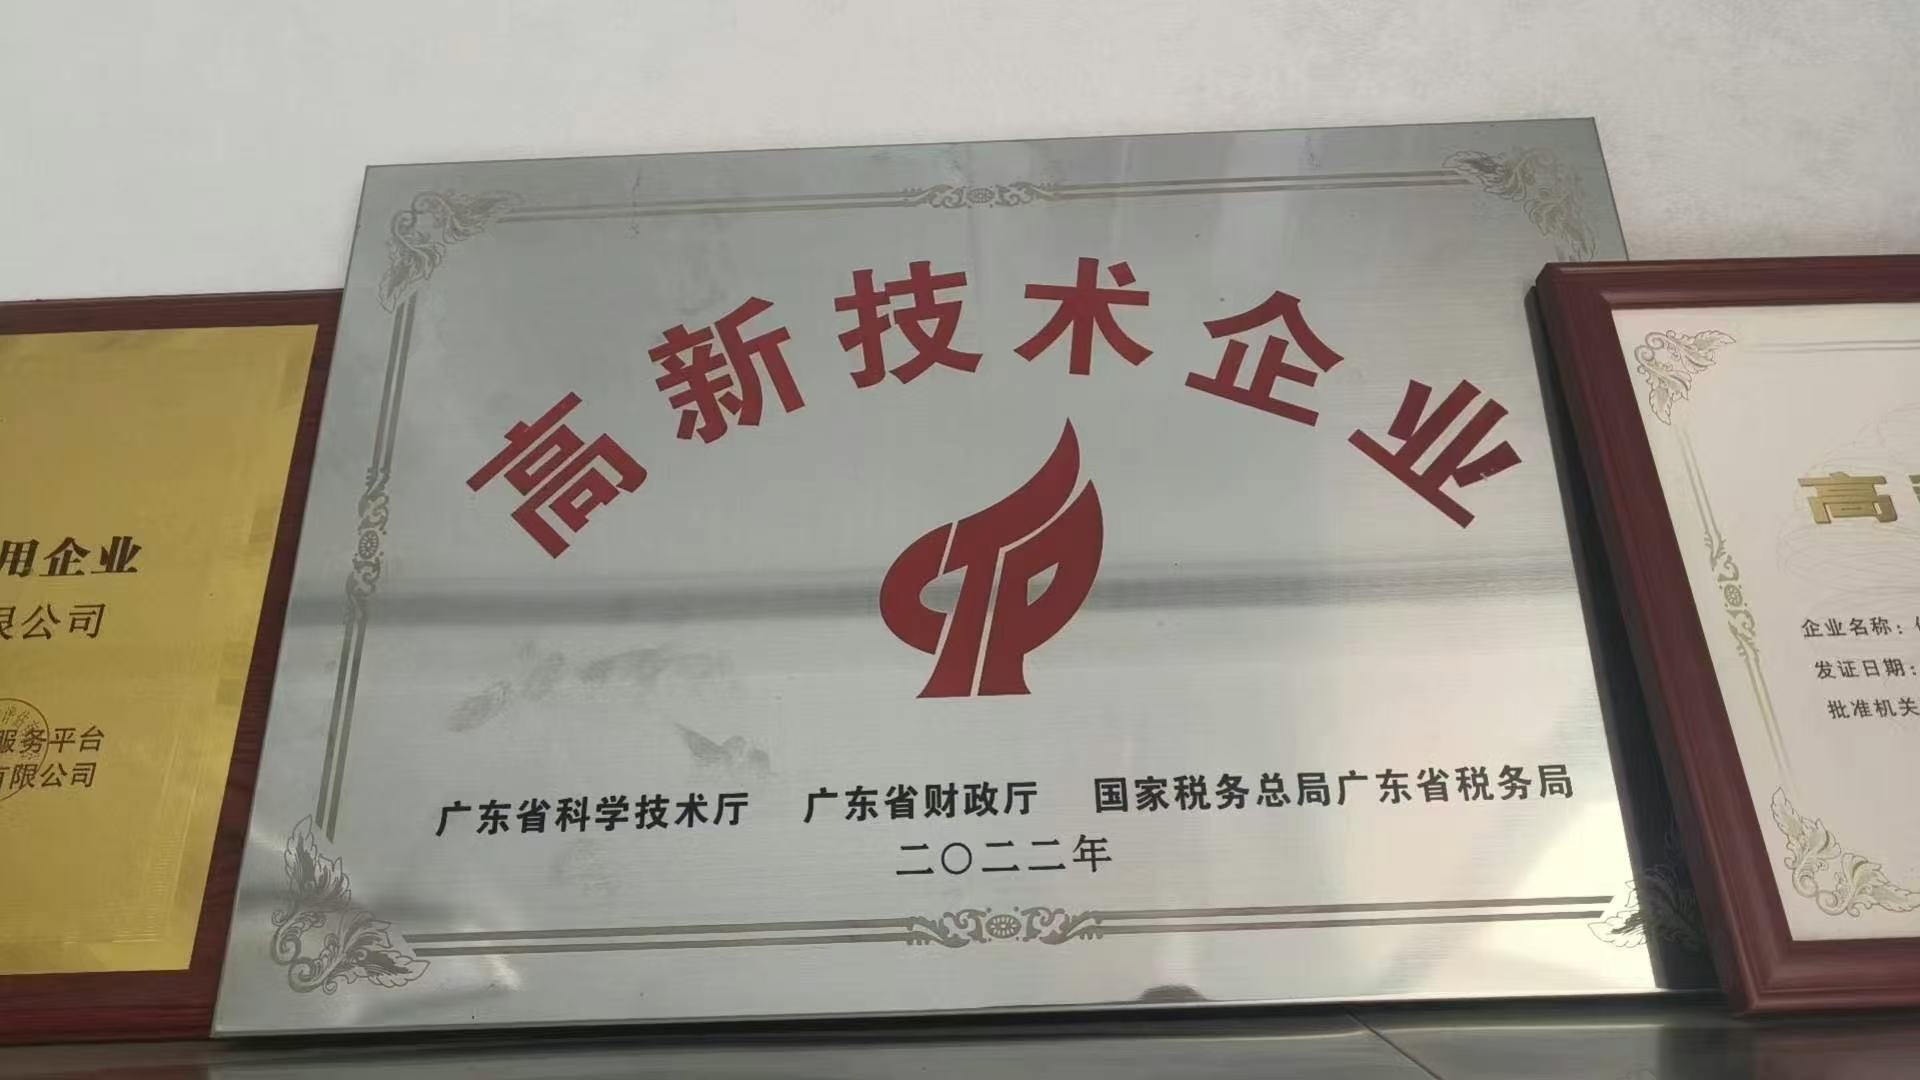 高新技术企业
广东省科学技术厅 广东省财政厅 国家税务总局广东省税务局
二〇二二年
用企业
限公司
服务平台
有限公司
高
企业名称：
发证日期：
批准机关